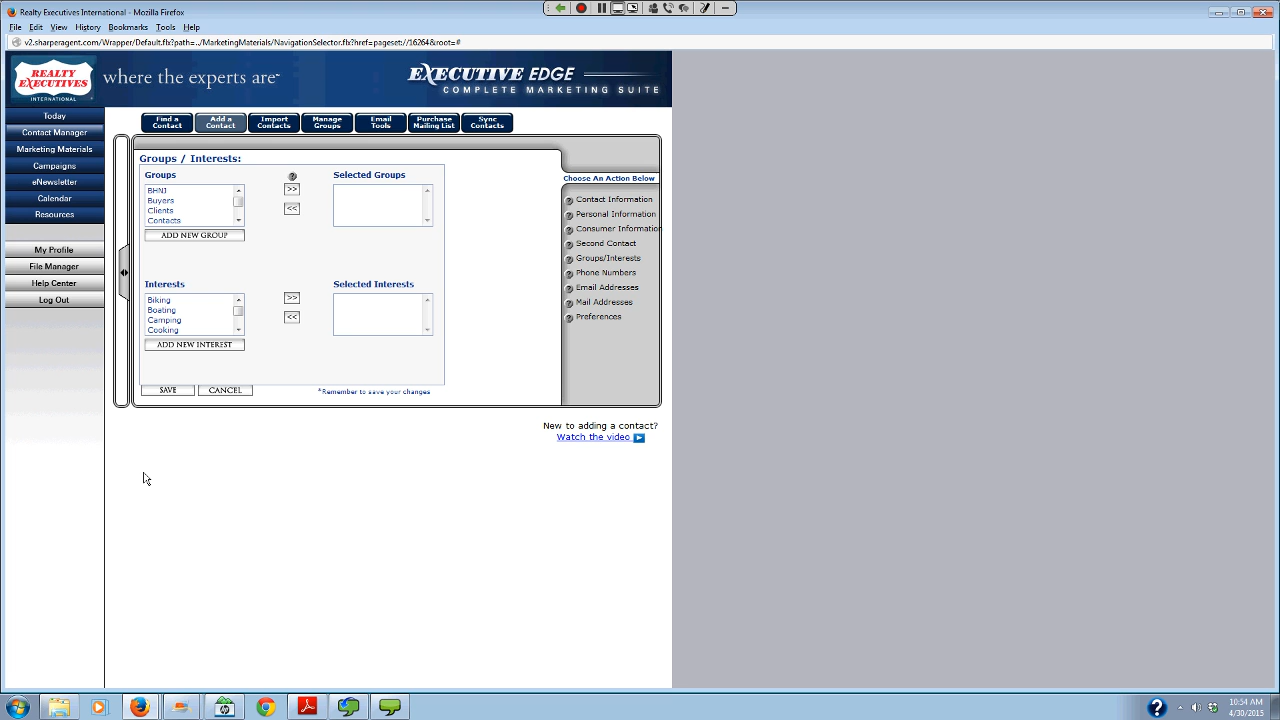 Realty Executives International - Mozilla Firefox
File Edit View History Bookmarks Tools Help
v2.sharperagent.com/Wrapper/Default.flx?path=../MarketingMaterials/NavigationSelector.flx?href=pageset://16264&root=#
REALTY EXECUTIVES INTERNATIONAL
where the experts are™
EXECUTIVE EDGE
COMPLETE MARKETING SUITE
Today
Contact Manager
Marketing Materials
Campaigns
eNewsletter
Calendar
Resources
My Profile
File Manager
Help Center
Log Out
Find a Contact
Add a Contact
Import Contacts
Manage Groups
Email Tools
Purchase Mailing List
Sync Contacts
Groups / Interests:
Groups
Selected Groups
BHNI
Buyers
Clients
Contacts
>>
<<
ADD NEW GROUP
Interests
Selected Interests
Biking
Boating
Camping
Cooking
>>
<<
ADD NEW INTEREST
SAVE
CANCEL
*Remember to save your changes
Choose An Action Below
Contact Information
Personal Information
Consumer Information
Second Contact
Groups/Interests
Phone Numbers
Email Addresses
Mail Addresses
Preferences
New to adding a contact?
Watch the video
10:54 AM
4/30/2015